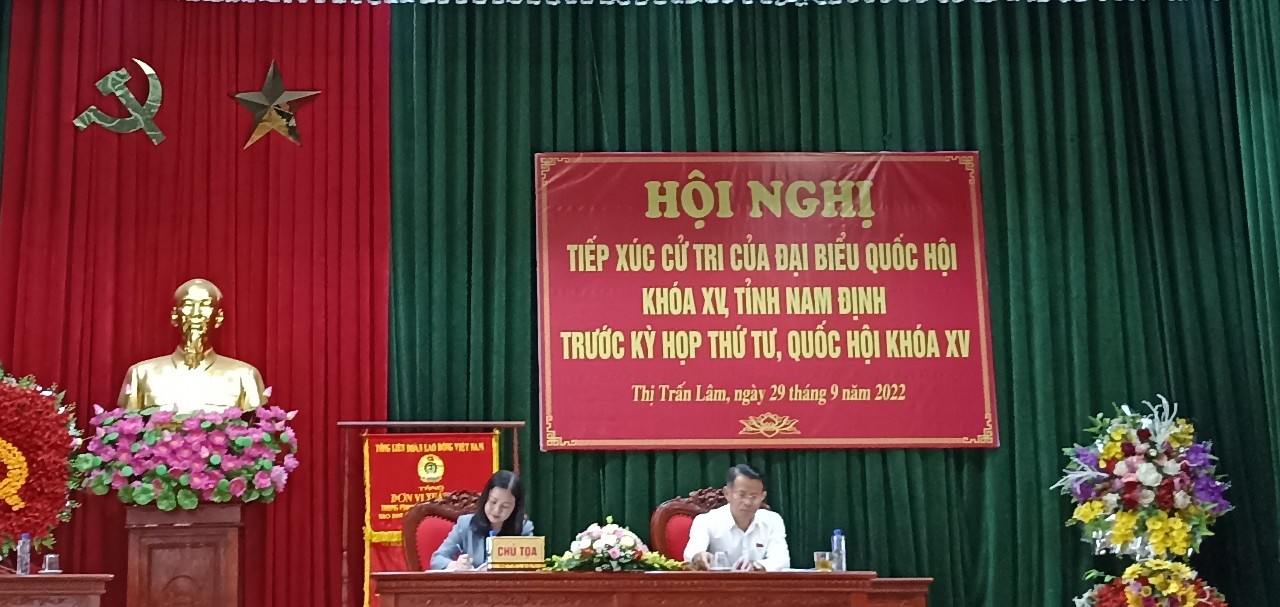 HỘI NGHỊ
TIẾP XÚC CỬ TRI CỦA ĐẠI BIỂU QUỐC HỘI
KHÓA XV, TỈNH NAM ĐỊNH
TRƯỚC KỲ HỌP THỨ TƯ, QUỐC HỘI KHÓA XV
Thị Trấn Lâm, ngày 29 tháng 9 năm 2022
TỔNG LIÊN ĐOÀN LAO ĐỘNG VIỆT NAM
TẶNG
ĐƠN VỊ
CHỦ TỌA